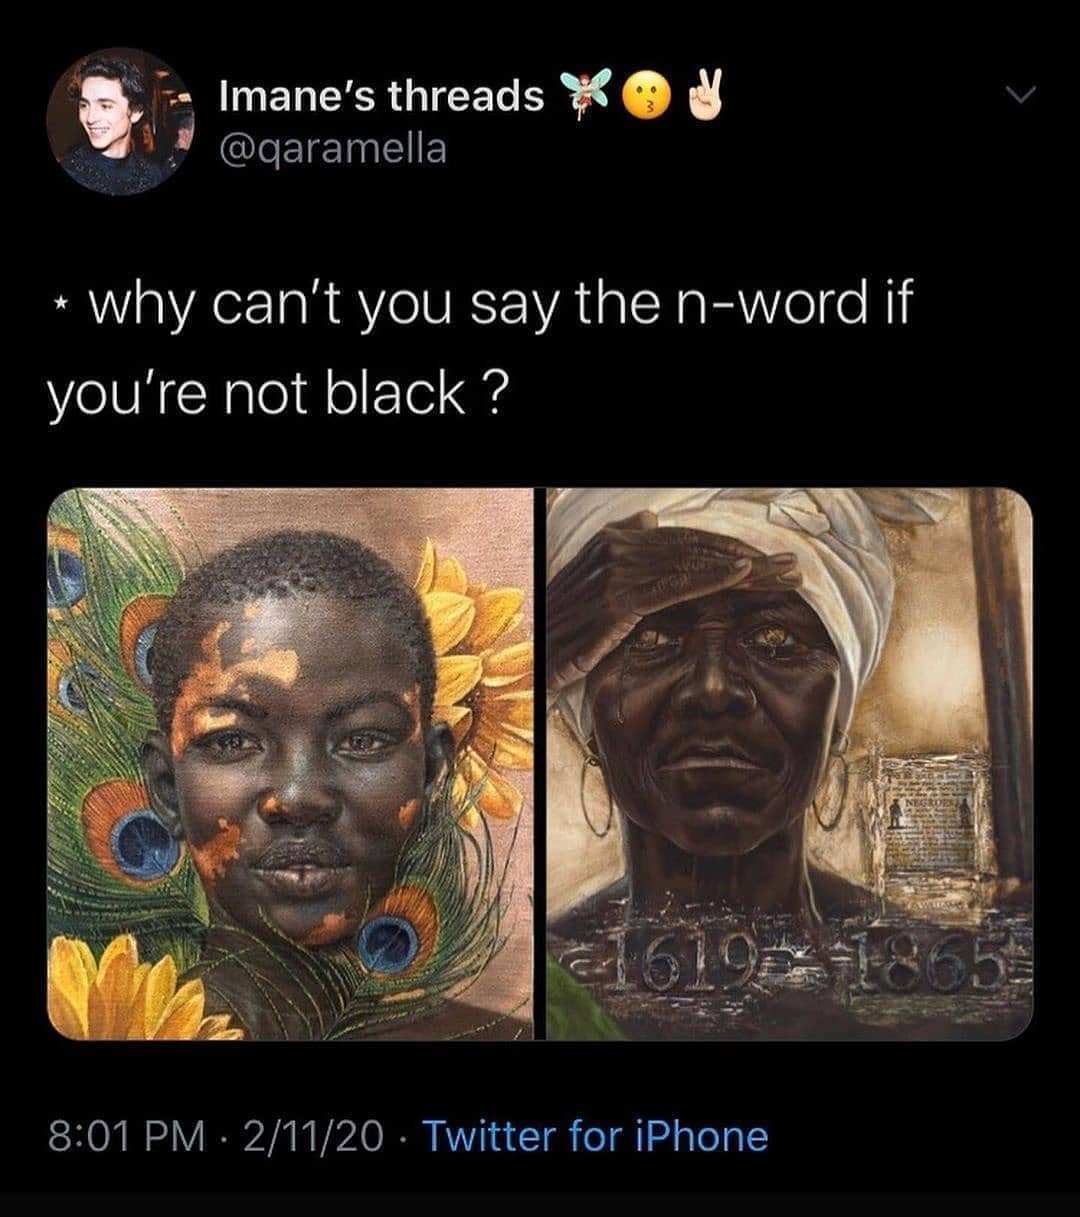 Imane's threads 🧚😗✌🏻
@qaramella
⋆ why can't you say the n-word if
you're not black ?
NEGROES
1619 1865
8:01 PM · 2/11/20 · Twitter for iPhone